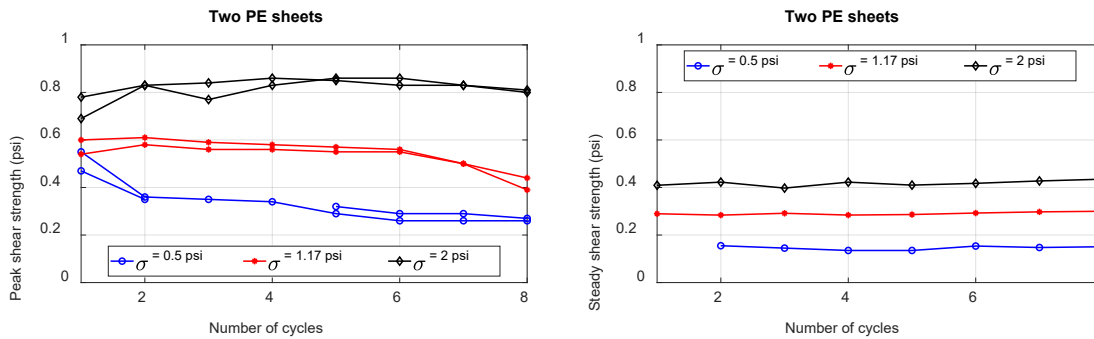 Two PE sheets
1
0.8
0.6
0.4
0.2
0
Peak shear strength (psi)
σ = 0.5 psi σ = 1.17 psi σ = 2 psi
2 4 6 8
Number of cycles
Two PE sheets
1
0.8
0.6
0.4
0.2
0
Steady shear strength (psi)
σ = 0.5 psi σ = 1.17 psi σ = 2 psi
2 4 6 8
Number of cycles